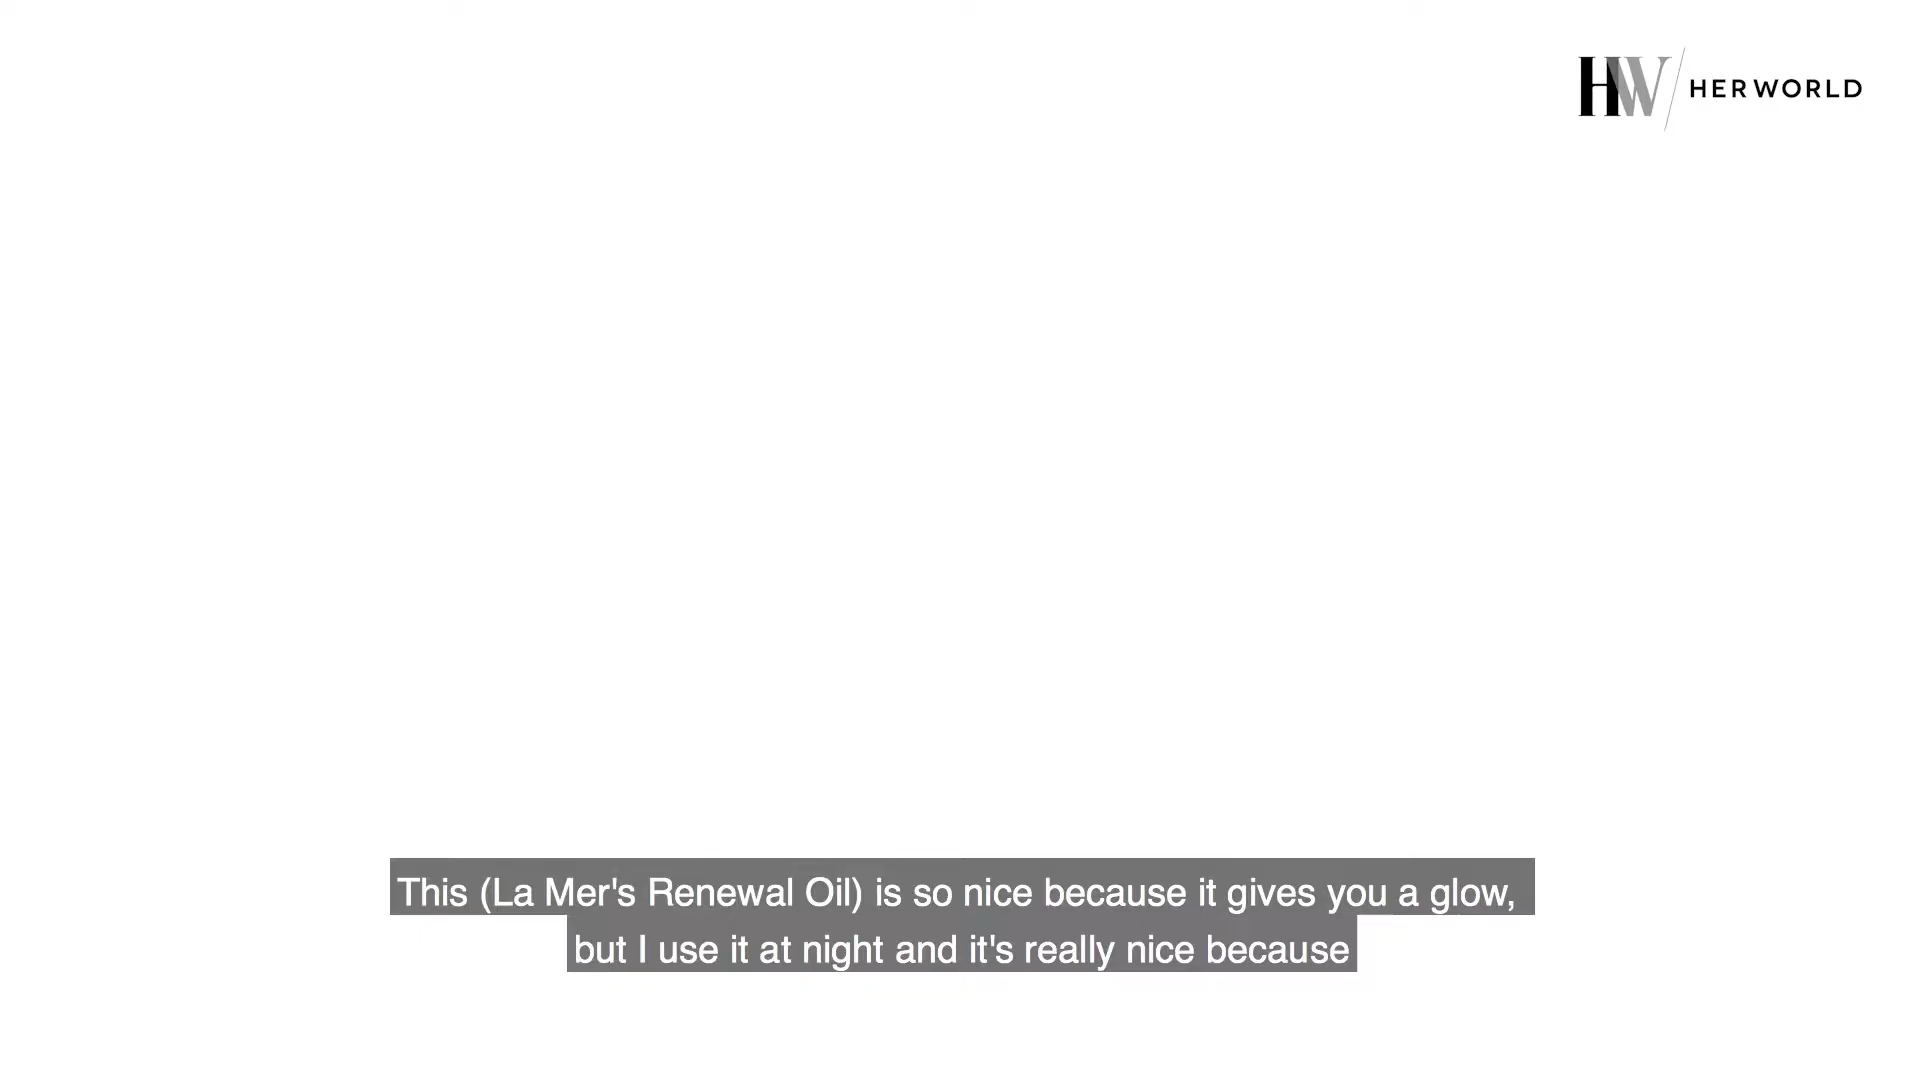 HW HERWORLD
This (La Mer's Renewal Oil) is so nice because it gives you a glow,
but I use it at night and it's really nice because